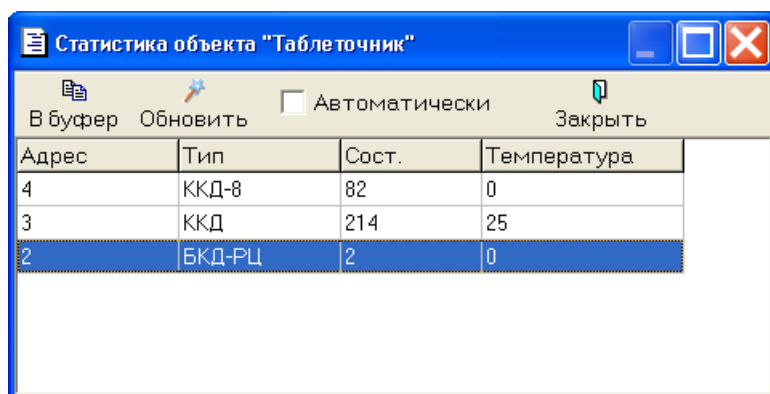 Статистика объекта "Таблеточник"
В буфер Обновить Автоматически Закрыть
Адрес Тип Сост. Температура
4 ККД-8 82 0
3 ККД 214 25
2 БКД-РЦ 2 0